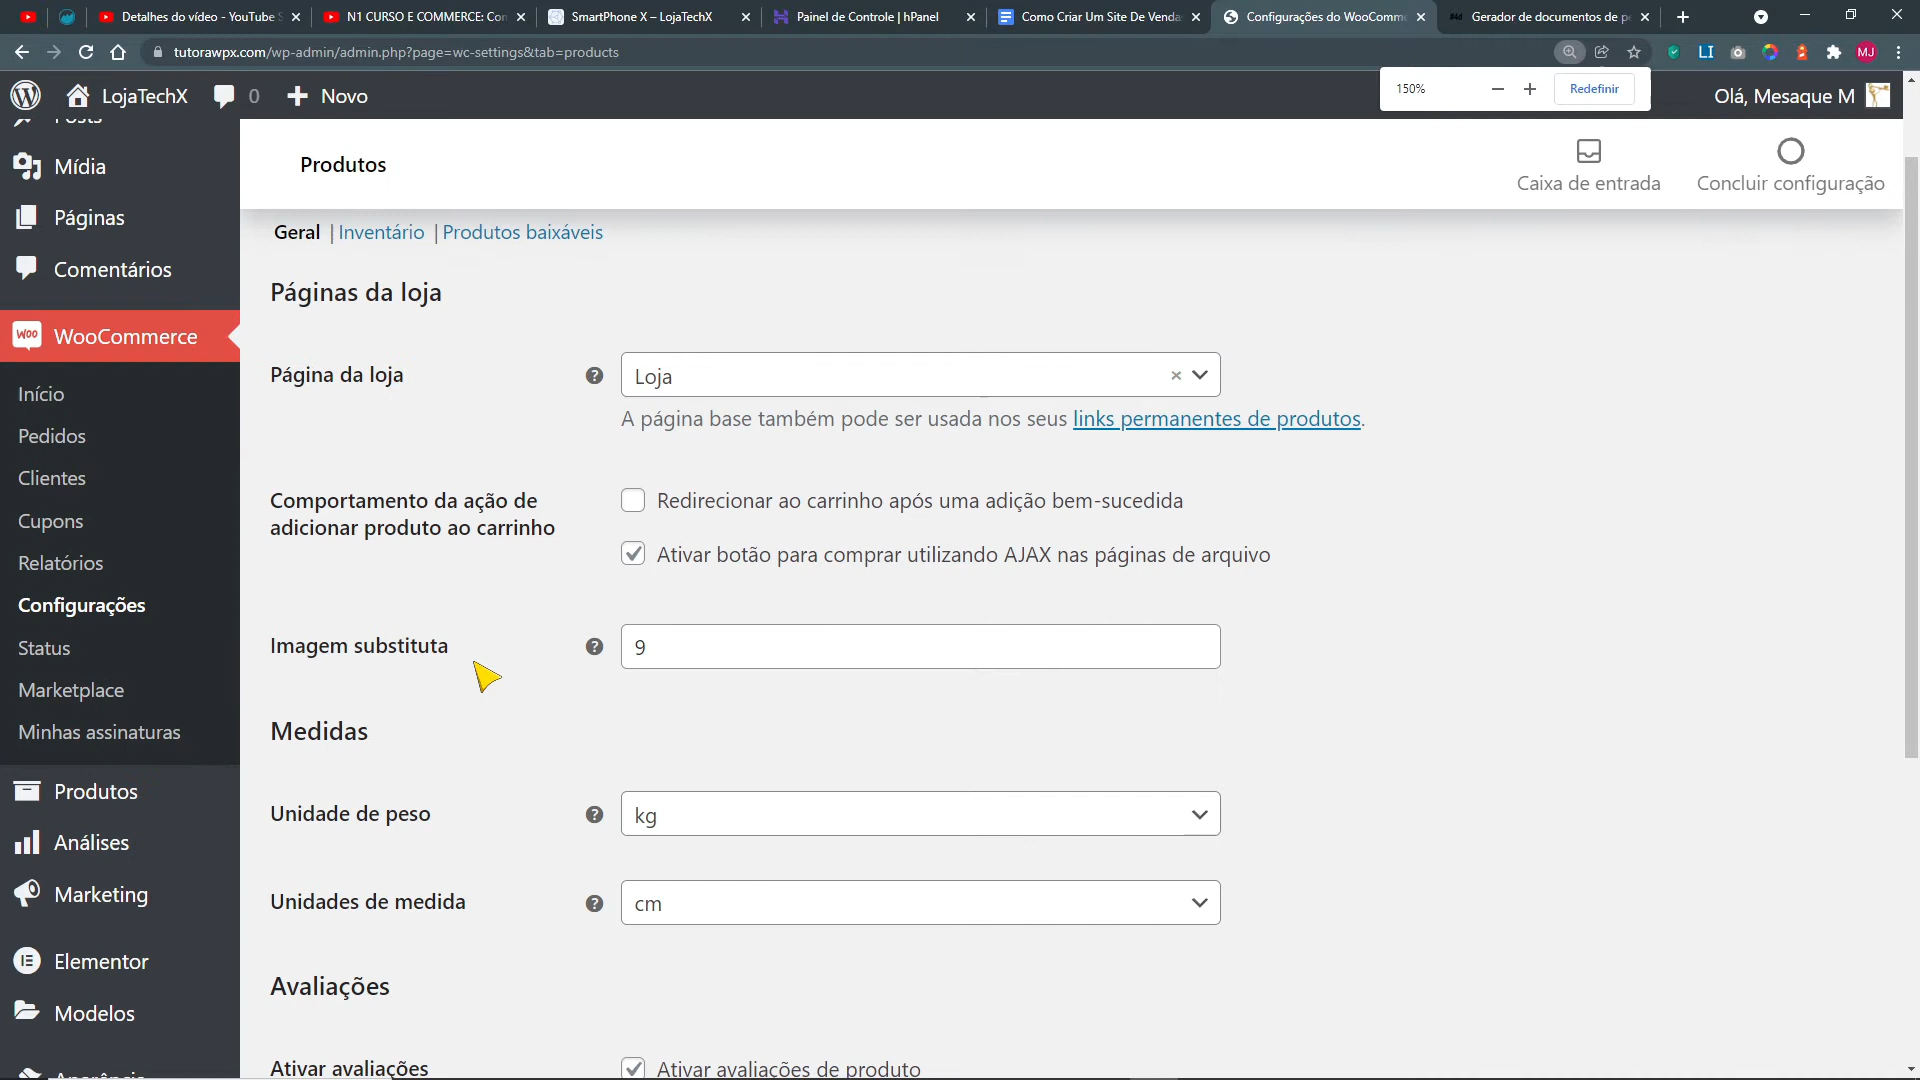 Detalhes do vídeo - YouTube S
N1 CURSO E COMMERCE: Con
SmartPhone X – LojaTechX
Painel de Controle | hPanel
Como Criar Um Site De Venda
Configurações do WooComme
Gerador de documentos de pe
tutorawpx.com/wp-admin/admin.php?page=wc-settings&tab=products
LI
MJ
LojaTechX
0
Novo
150%
Redefinir
Olá, Mesaque M
Posts
Mídia
Páginas
Comentários
WOO
WooCommerce
Início
Pedidos
Clientes
Cupons
Relatórios
Configurações
Status
Marketplace
Minhas assinaturas
Produtos
Análises
Marketing
Elementor
Modelos
Aparência
Produtos
Caixa de entrada
Concluir configuração
Geral | Inventário | Produtos baixáveis
Páginas da loja
Página da loja
Loja
A página base também pode ser usada nos seus links permanentes de produtos.
Comportamento da ação de
adicionar produto ao carrinho
Redirecionar ao carrinho após uma adição bem-sucedida
Ativar botão para comprar utilizando AJAX nas páginas de arquivo
Imagem substituta
9
Medidas
Unidade de peso
kg
Unidades de medida
cm
Avaliações
Ativar avaliações
Ativar avaliações de produto